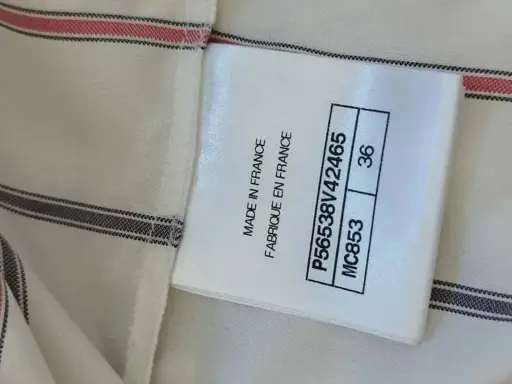 MADE IN FRANCE
FABRIQUE EN FRANCE
P56538V42465
MC853 36